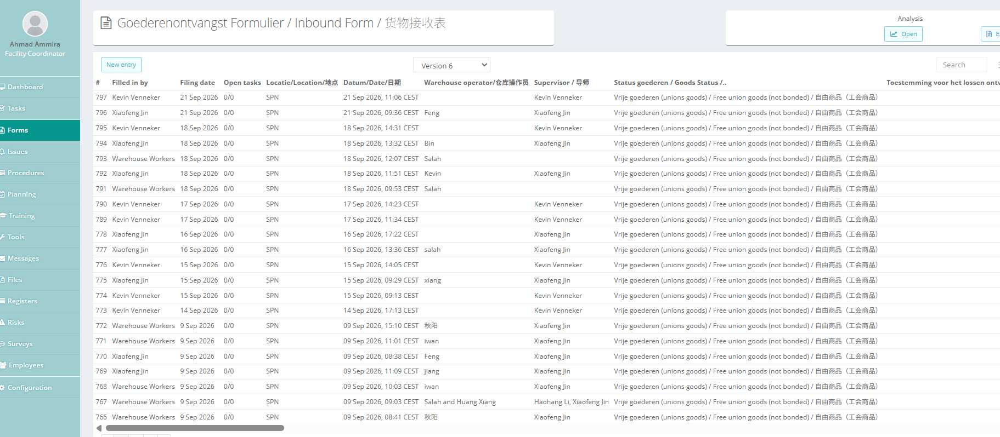 Ahmad Ammira
Facility Coordinator
Dashboard
Tasks
Forms
Issues
Procedures
Planning
Training
Tools
Messages
Files
Registers
Risks
Surveys
Employees
Configuration
Goederenontvangst Formulier / Inbound Form / 货物接收表
Analysis
Open
New entry
Version 6
Search
# Filled in by Filing date Open tasks Locatie/Location/地点 Datum/Date/日期 Warehouse operator/仓库操作员 Supervisor / 导师 Status goederen / Goods Status /.. Toestemming voor het lossen
797 Kevin Venneker 21 Sep 2026 0/0 SPN 21 Sep 2026, 11:06 CEST Kevin Venneker Vrije goederen (unions goods) / Free union goods (not bonded) / 自由商品（工会商品）
796 Xiaofeng Jin 21 Sep 2026 0/0 SPN 21 Sep 2026, 09:36 CEST Feng Xiaofeng Jin Vrije goederen (unions goods) / Free union goods (not bonded) / 自由商品（工会商品）
795 Kevin Venneker 18 Sep 2026 0/0 SPN 18 Sep 2026, 14:31 CEST Kevin Venneker Vrije goederen (unions goods) / Free union goods (not bonded) / 自由商品（工会商品）
794 Xiaofeng Jin 18 Sep 2026 0/0 SPN 18 Sep 2026, 13:32 CEST Bin Xiaofeng Jin Vrije goederen (unions goods) / Free union goods (not bonded) / 自由商品（工会商品）
793 Warehouse Workers 18 Sep 2026 0/0 SPN 18 Sep 2026, 12:07 CEST Salah Vrije goederen (unions goods) / Free union goods (not bonded) / 自由商品（工会商品）
792 Xiaofeng Jin 18 Sep 2026 0/0 SPN 18 Sep 2026, 11:51 CEST Kevin Xiaofeng Jin Vrije goederen (unions goods) / Free union goods (not bonded) / 自由商品（工会商品）
791 Warehouse Workers 18 Sep 2026 0/0 SPN 18 Sep 2026, 09:53 CEST Salah Vrije goederen (unions goods) / Free union goods (not bonded) / 自由商品（工会商品）
790 Kevin Venneker 17 Sep 2026 0/0 SPN 17 Sep 2026, 14:23 CEST Kevin Venneker Vrije goederen (unions goods) / Free union goods (not bonded) / 自由商品（工会商品）
789 Kevin Venneker 17 Sep 2026 0/0 SPN 17 Sep 2026, 11:34 CEST Kevin Venneker Vrije goederen (unions goods) / Free union goods (not bonded) / 自由商品（工会商品）
778 Xiaofeng Jin 16 Sep 2026 0/0 SPN 16 Sep 2026, 17:22 CEST Xiaofeng Jin Vrije goederen (unions goods) / Free union goods (not bonded) / 自由商品（工会商品）
777 Xiaofeng Jin 16 Sep 2026 0/0 SPN 16 Sep 2026, 13:36 CEST salah Xiaofeng Jin Vrije goederen (unions goods) / Free union goods (not bonded) / 自由商品（工会商品）
776 Kevin Venneker 15 Sep 2026 0/0 SPN 15 Sep 2026, 14:05 CEST Kevin Venneker Vrije goederen (unions goods) / Free union goods (not bonded) / 自由商品（工会商品）
775 Xiaofeng Jin 15 Sep 2026 0/0 SPN 15 Sep 2026, 09:29 CEST xiang Xiaofeng Jin Vrije goederen (unions goods) / Free union goods (not bonded) / 自由商品（工会商品）
774 Kevin Venneker 15 Sep 2026 0/0 SPN 15 Sep 2026, 09:13 CEST Kevin Venneker Vrije goederen (unions goods) / Free union goods (not bonded) / 自由商品（工会商品）
773 Kevin Venneker 14 Sep 2026 0/0 SPN 14 Sep 2026, 17:13 CEST Kevin Venneker Vrije goederen (unions goods) / Free union goods (not bonded) / 自由商品（工会商品）
772 Warehouse Workers 9 Sep 2026 0/0 SPN 09 Sep 2026, 15:10 CEST 秋阳 Xiaofeng Jin Vrije goederen (unions goods) / Free union goods (not bonded) / 自由商品（工会商品）
771 Warehouse Workers 9 Sep 2026 0/0 SPN 09 Sep 2026, 11:01 CEST iwan Xiaofeng Jin Vrije goederen (unions goods) / Free union goods (not bonded) / 自由商品（工会商品）
770 Xiaofeng Jin 9 Sep 2026 0/0 SPN 09 Sep 2026, 08:38 CEST Feng Xiaofeng Jin Vrije goederen (unions goods) / Free union goods (not bonded) / 自由商品（工会商品）
769 Xiaofeng Jin 9 Sep 2026 0/0 SPN 09 Sep 2026, 11:09 CEST jiang Xiaofeng Jin Vrije goederen (unions goods) / Free union goods (not bonded) / 自由商品（工会商品）
768 Warehouse Workers 9 Sep 2026 0/0 SPN 09 Sep 2026, 10:03 CEST iwan Xiaofeng Jin Vrije goederen (unions goods) / Free union goods (not bonded) / 自由商品（工会商品）
767 Warehouse Workers 9 Sep 2026 0/0 SPN 09 Sep 2026, 09:03 CEST Salah and Huang Xiang Haohang Li, Xiaofeng Jin Vrije goederen (unions goods) / Free union goods (not bonded) / 自由商品（工会商品）
766 Warehouse Workers 9 Sep 2026 0/0 SPN 09 Sep 2026, 08:41 CEST 秋阳 Xiaofeng Jin Vrije goederen (unions goods) / Free union goods (not bonded) / 自由商品（工会商品）